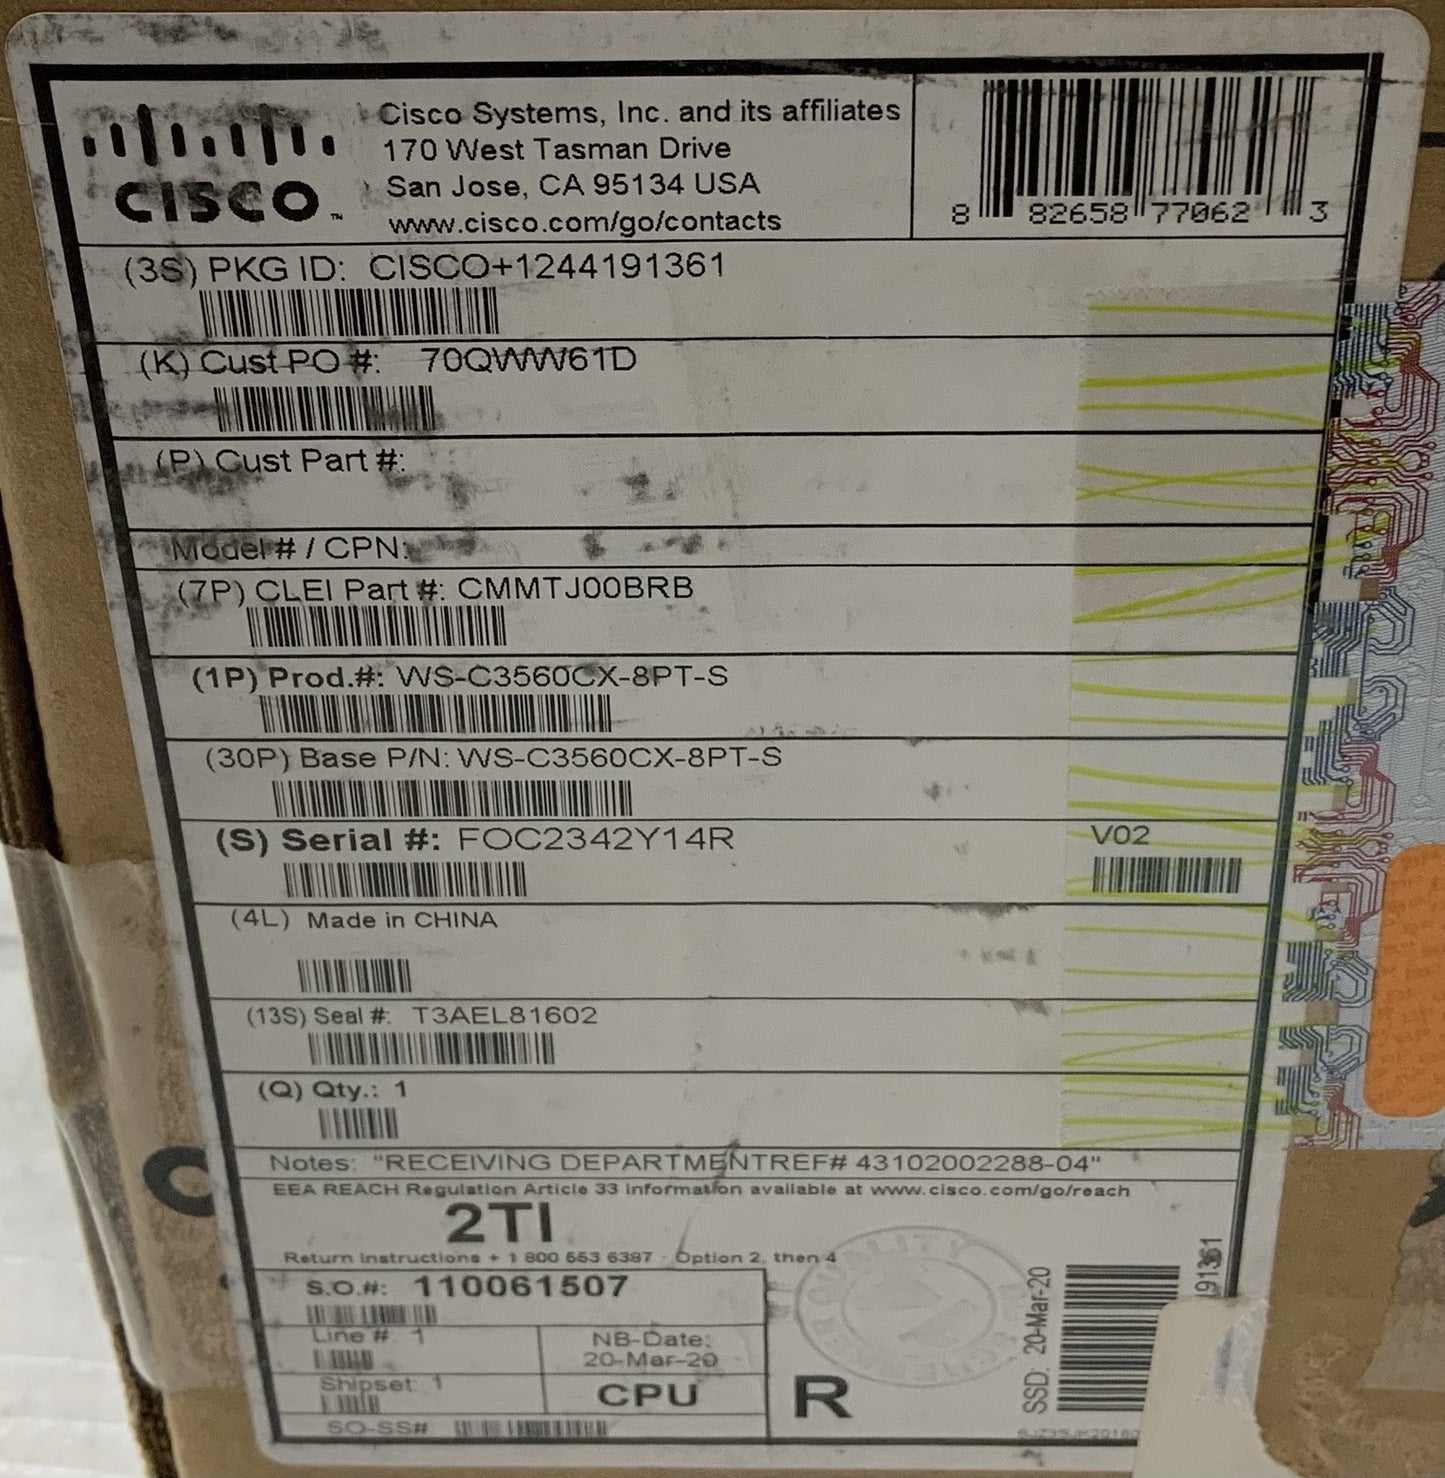 CISCO™
Cisco Systems, Inc. and its affiliates
170 West Tasman Drive
San Jose, CA 95134 USA
www.cisco.com/go/contacts
8 82658 77062 3
(3S) PKG ID: CISCO+1244191361
(K) Cust PO #: 70QWW61D
(P) Cust Part #:
Model # / CPN:
(7P) CLEI Part #: CMMTJ00BRB
(1P) Prod.#: WS-C3560CX-8PT-S
(30P) Base P/N: WS-C3560CX-8PT-S
(S) Serial #: FOC2342Y14R V02
(4L) Made in CHINA
(13S) Seal #: T3AEL81602
(Q) Qty.: 1
Notes: "RECEIVING DEPARTMENTREF# 43102002288-04"
EEA REACH Regulation Article 33 information available at www.cisco.com/go/reach
2TI
Return Instructions + 1 800 553 6387 - Option 2, then 4
S.O.#: 110061507
Line #: 1
NB-Date:
20-Mar-20
Shipset: 1
CPU
SO-SS#
R
QUALITY
SSD: 20-Mar-20
91361